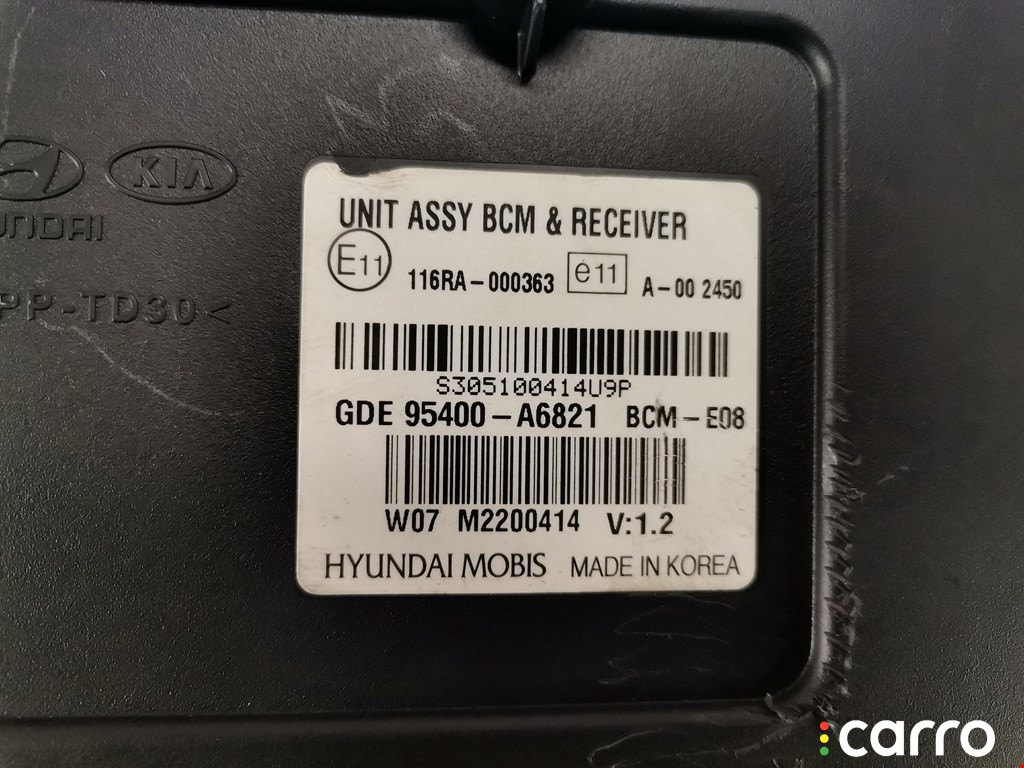 KIA
PP-TD30<
UNIT ASSY BCM & RECEIVER
E11 116RA-000363 e11 A-00 2450
S305100414U9P
GDE 95400-A6821 BCM-E08
W07 M2200414 V:1.2
HYUNDAI MOBIS MADE IN KOREA
carro